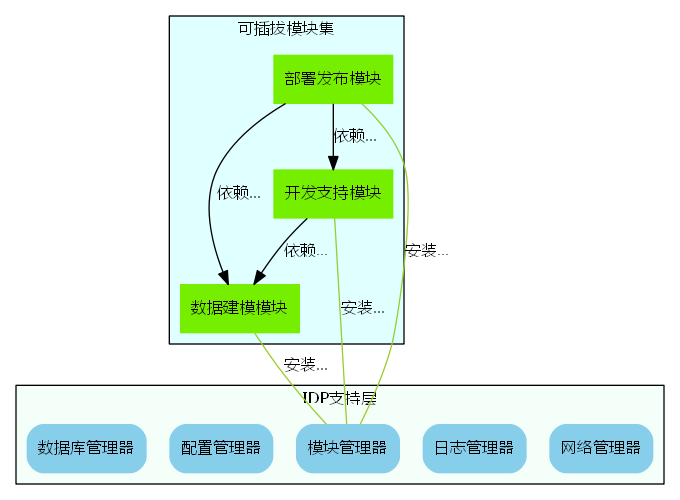 可插拔模块集
部署发布模块
依赖...
依赖...
开发支持模块
依赖...
安装...
数据建模模块
安装...
安装...
IDP支持层
数据库管理器
配置管理器
模块管理器
日志管理器
网络管理器